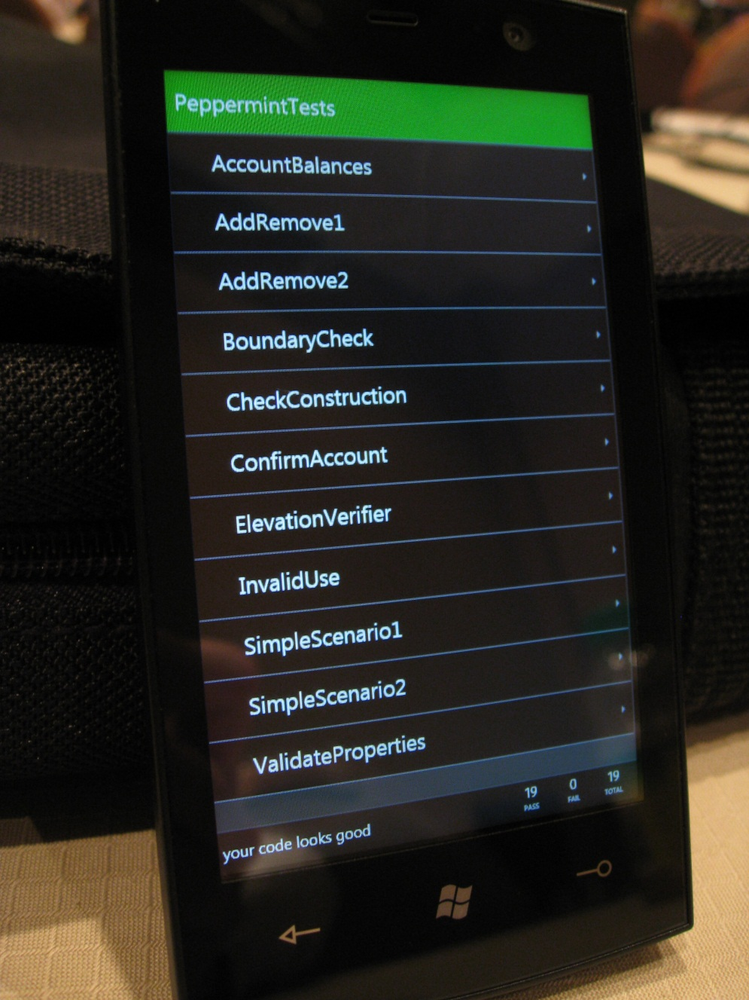 PeppermintTests
AccountBalances
AddRemove1
AddRemove2
BoundaryCheck
CheckConstruction
ConfirmAccount
ElevationVerifier
InvalidUse
SimpleScenario1
SimpleScenario2
ValidateProperties
19 0 19
PASS FAIL TOTAL
your code looks good